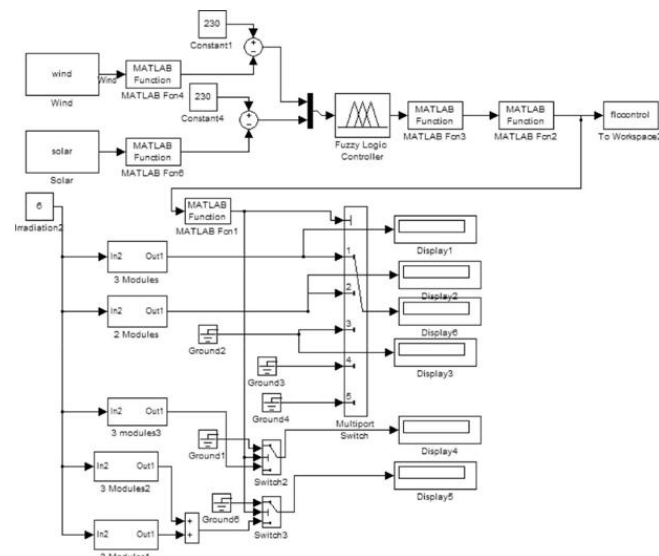 230
Constant1
wind
Wind
Wind
MATLAB
Function
MATLAB Fcn4
230
Constant4
solar
Solar
MATLAB
Function
MATLAB Fcn6
Fuzzy Logic
Controller
MATLAB
Function
MATLAB Fcn3
MATLAB
Function
MATLAB Fcn2
flocontrol
To Workspace2
6
Irradiation2
MATLAB
Function
MATLAB Fcn1
In2 Out1
3 Modules
In2 Out1
2 Modules
Ground2
Ground3
Ground4
1
2
3
4
5
Multiport
Switch
Display1
Display2
Display6
Display3
In2 Out1
3 modules3
Ground1
Switch2
Display4
In2 Out1
3 Modules2
Ground6
Switch3
Display5
In2 Out1